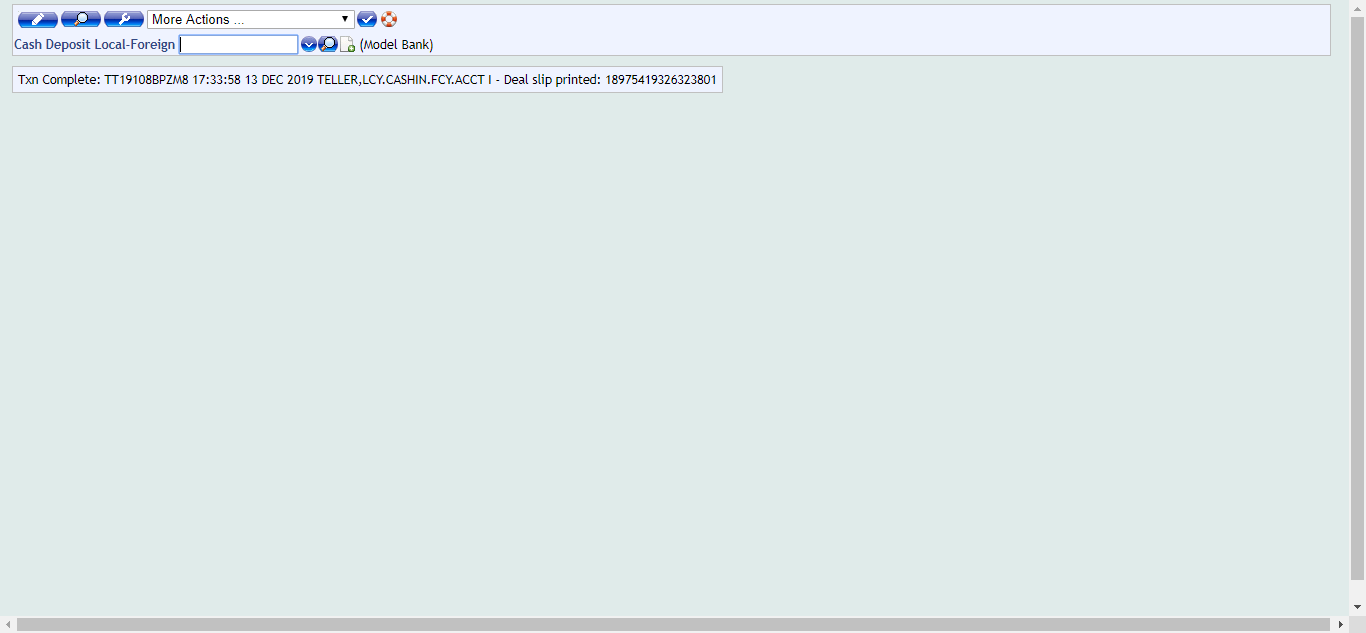 More Actions ...
Cash Deposit Local-Foreign (Model Bank)
Txn Complete: TT19108BPZM8 17:33:58 13 DEC 2019 TELLER,LCY.CASHIN.FCY.ACCT I - Deal slip printed: 18975419326323801